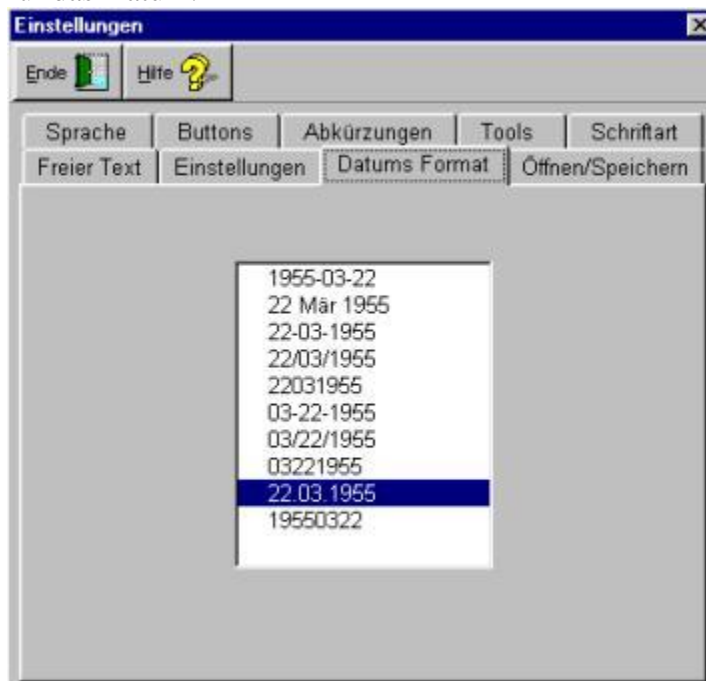 Einstellungen
Ende Hilfe
Sprache Buttons Abkürzungen Tools Schriftart
Freier Text Einstellungen Datums Format Öffnen/Speichern
1955-03-22
22 Mär 1955
22-03-1955
22/03/1955
22031955
03-22-1955
03/22/1955
03221955
22.03.1955
19550322